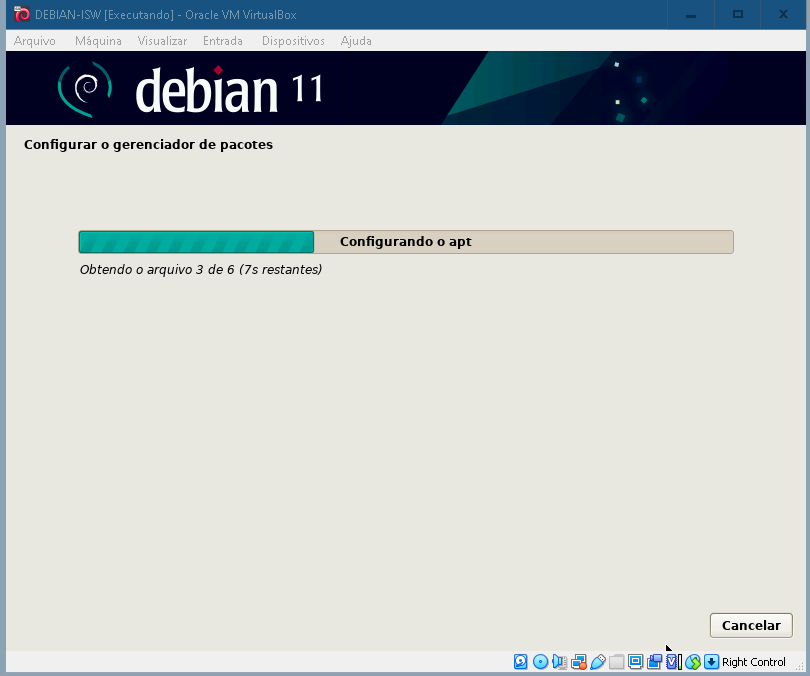 DEBIAN-ISW [Executando] - Oracle VM VirtualBox
Arquivo Máquina Visualizar Entrada Dispositivos Ajuda
debian 11
Configurar o gerenciador de pacotes
Configurando o apt
Obtendo o arquivo 3 de 6 (7s restantes)
Cancelar
Right Control